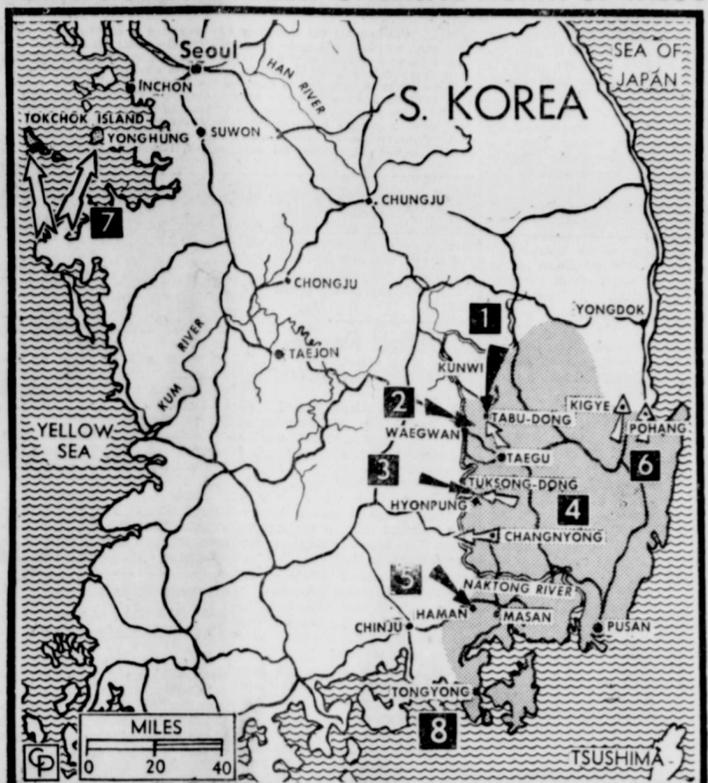 Seoul
SEA OF
JAPAN
HAN RIVER
INCHON
S. KOREA
TOKCHOK ISLAND
YONGHUNG
SUWON
7
CHUNGJU
CHONGJU
YONGDOK
1
KUM RIVER
TAEJON
KUNWI
2
TABU-DONG
KIGYE
POHANG
YELLOW
SEA
WAEGWAN
TAEGU
6
3
TUKSONG-DONG
HYONPUNG
4
CHANGNYONG
5
NAKTONG RIVER
HAMAN
MASAN
CHINJU
PUSAN
TONGYONG
8
MILES
0 20 40
CP
TSUSHIMA